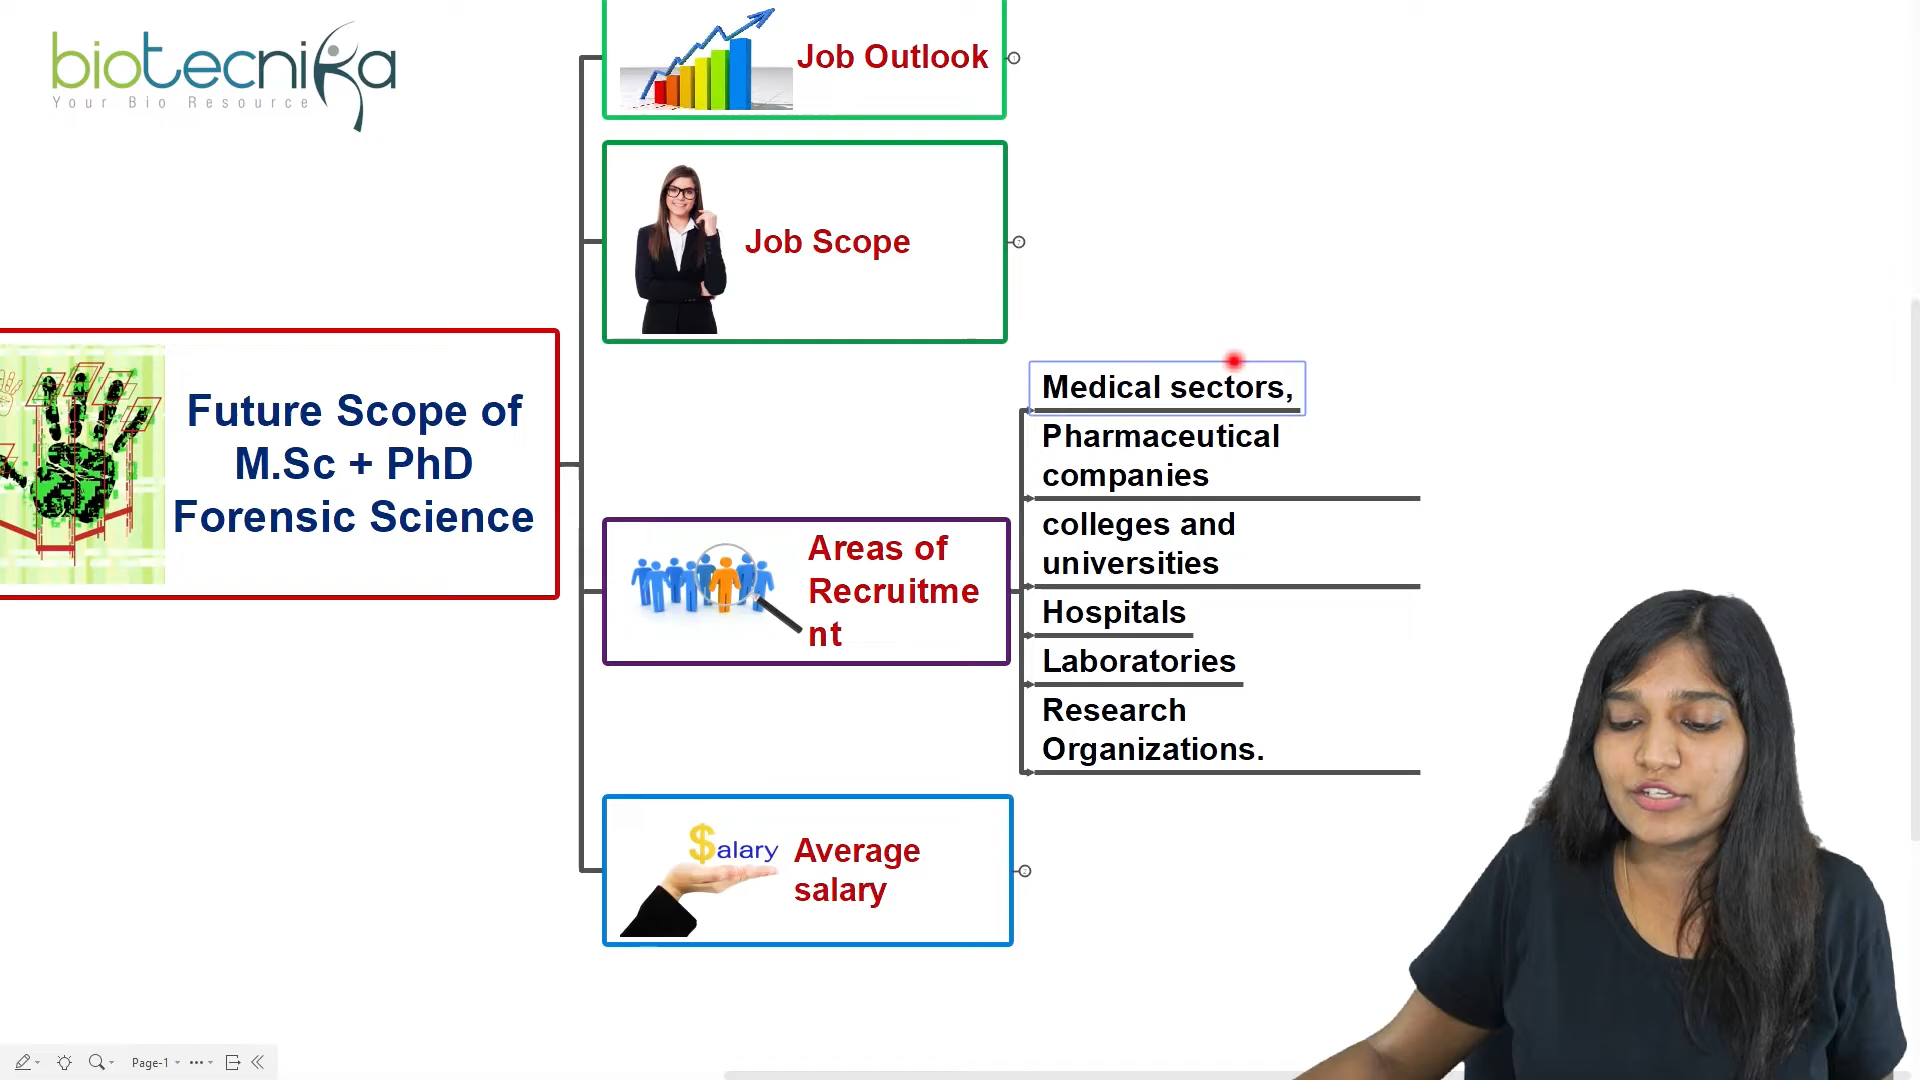 biotecnika
Your Bio Resource
Job Outlook
Job Scope
Future Scope of
M.Sc + PhD
Forensic Science
Areas of
Recruitme
nt
Medical sectors,
Pharmaceutical
companies
colleges and
universities
Hospitals
Laboratories
Research
Organizations.
$alary
Average
salary
Page-1